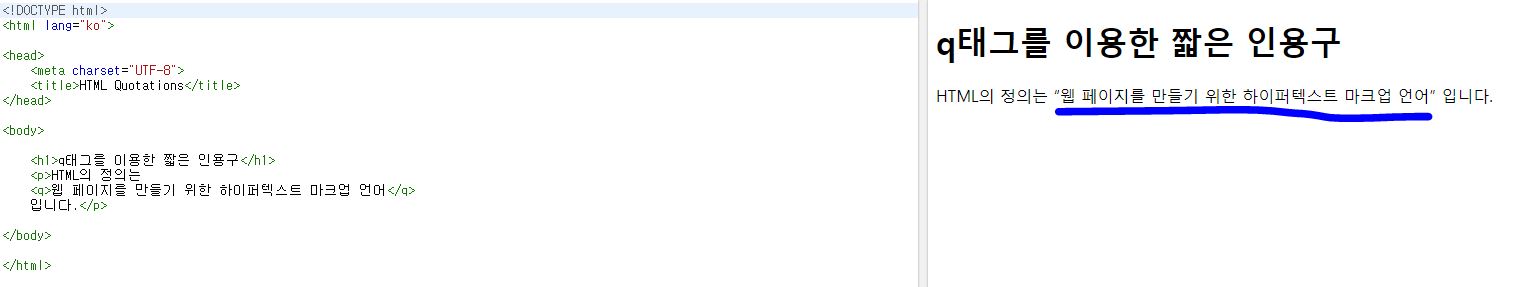 <!DOCTYPE html>
<html lang="ko">
<head>
<meta charset="UTF-8">
<title>HTML Quotations</title>
</head>
<body>
<h1>q태그를 이용한 짧은 인용구</h1>
<p>HTML의 정의는
<q>웹 페이지를 만들기 위한 하이퍼텍스트 마크업 언어</q>
입니다.</p>
</body>
</html>
q태그를 이용한 짧은 인용구
HTML의 정의는 “웹 페이지를 만들기 위한 하이퍼텍스트 마크업 언어” 입니다.